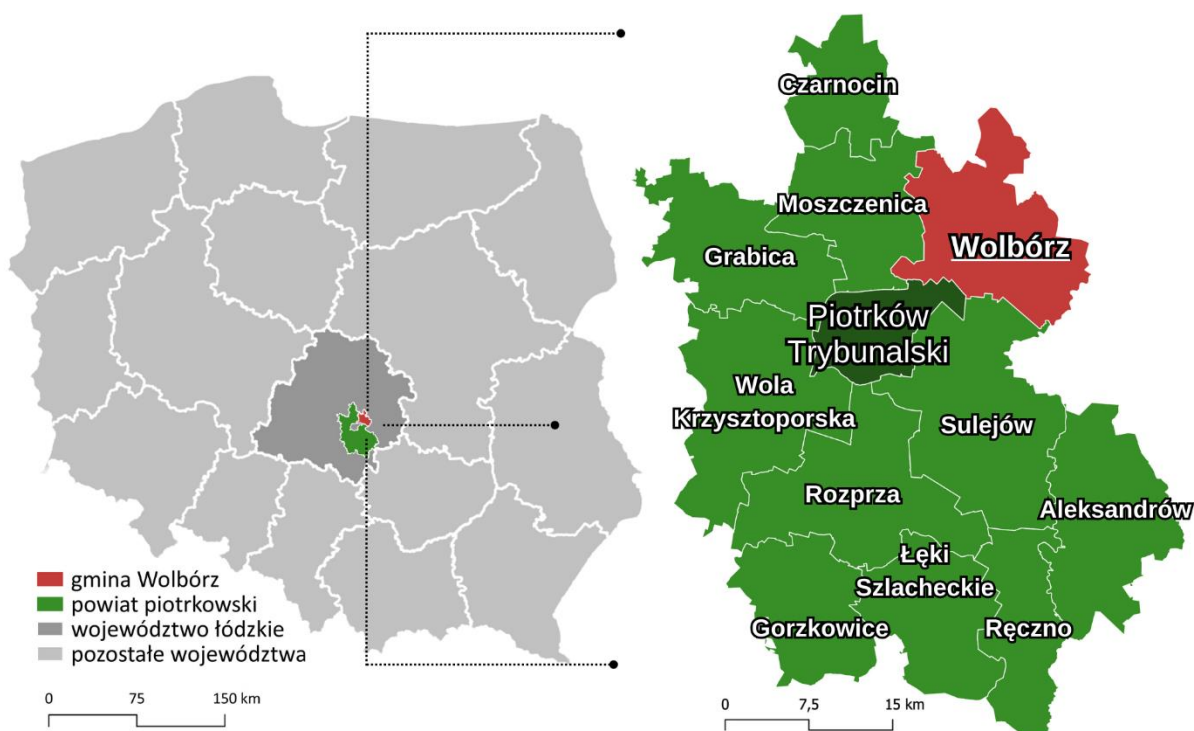 gmina Wolbórz
powiat piotrkowski
województwo łódzkie
pozostałe województwa
0 75 150 km
Czarnocin
Moszczenica
Grabica
Wolbórz
Piotrków
Trybunalski
Wola
Krzysztoporska
Sulejów
Rozprza
Aleksandrów
Łęki
Szlacheckie
Gorzkowice
Ręczno
0 7,5 15 km